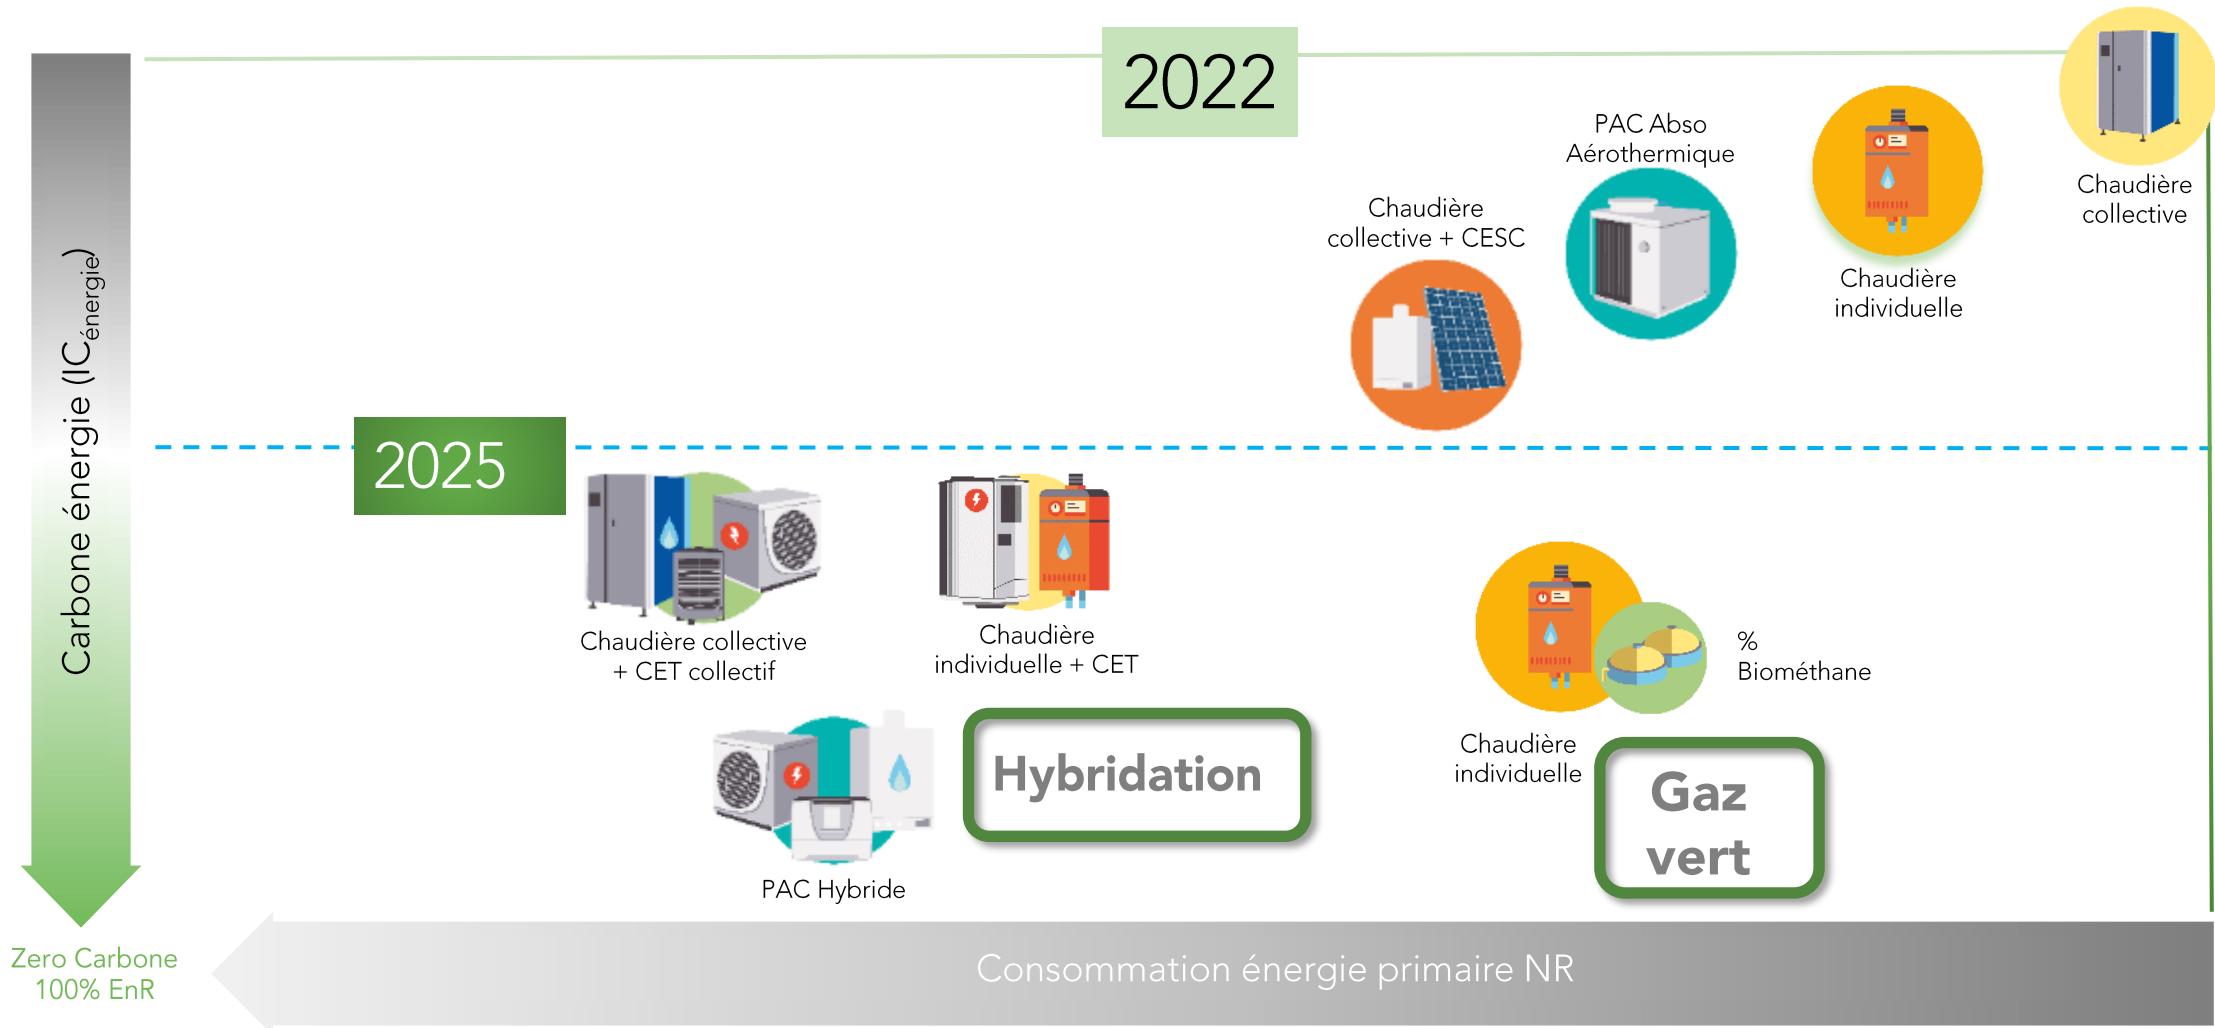 2022
PAC Abso
Aérothermique
Chaudière
collective
Chaudière
collective + CESC
Chaudière
individuelle
Carbone énergie (ICénergie)
2025
Chaudière collective
+ CET collectif
Chaudière
individuelle + CET
%
Biométhane
Chaudière
individuelle
Hybridation
Gaz
vert
PAC Hybride
Zero Carbone
100% EnR
Consommation énergie primaire NR